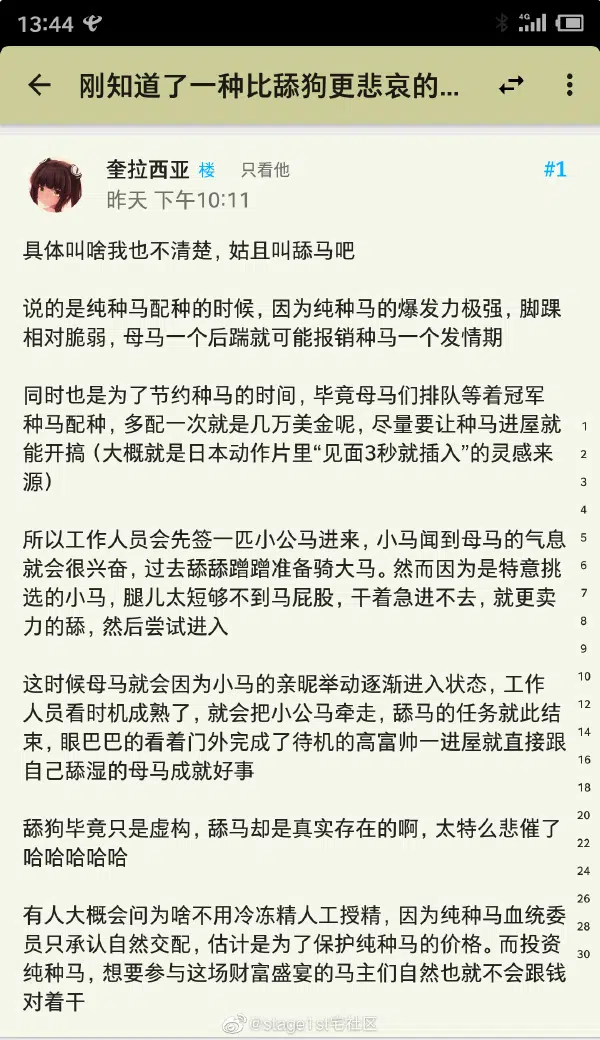 13:44
4G
刚知道了一种比舔狗更悲哀的...
奎拉西亚 楼 只看他 #1
昨天 下午10:11
具体叫啥我也不清楚，姑且叫舔马吧
说的是纯种马配种的时候，因为纯种马的爆发力极强，脚踝
相对脆弱，母马一个后踹就可能报销种马一个发情期
同时也是为了节约种马的时间，毕竟母马们排队等着冠军
种马配种，多配一次就是几万美金呢，尽量要让种马进屋就
能开搞（大概就是日本动作片里“见面3秒就插入”的灵感来
源）
所以工作人员会先签一匹小公马进来，小马闻到母马的气息
就会很兴奋，过去舔舔蹭蹭准备骑大马。然而因为是特意挑
选的小马，腿儿太短够不到马屁股，干着急进不去，就更卖
力的舔，然后尝试进入
这时候母马就会因为小马的亲昵举动逐渐进入状态，工作
人员看时机成熟了，就会把小公马牵走，舔马的任务就此结
束，眼巴巴的看着门外完成了待机的高富帅一进屋就直接跟
自己舔湿的母马成就好事
舔狗毕竟只是虚构，舔马却是真实存在的啊，太特么悲催了
哈哈哈哈哈
有人大概会问为啥不用冷冻精人工授精，因为纯种马血统委
员只承认自然交配，估计是为了保护纯种马的价格。而投资
纯种马，想要参与这场财富盛宴的马主们自然也就不会跟钱
对着干
1
2
3
4
5
6
7
8
9
10
12
14
16
18
20
22
24
26
28
30
@stage1st宅社区